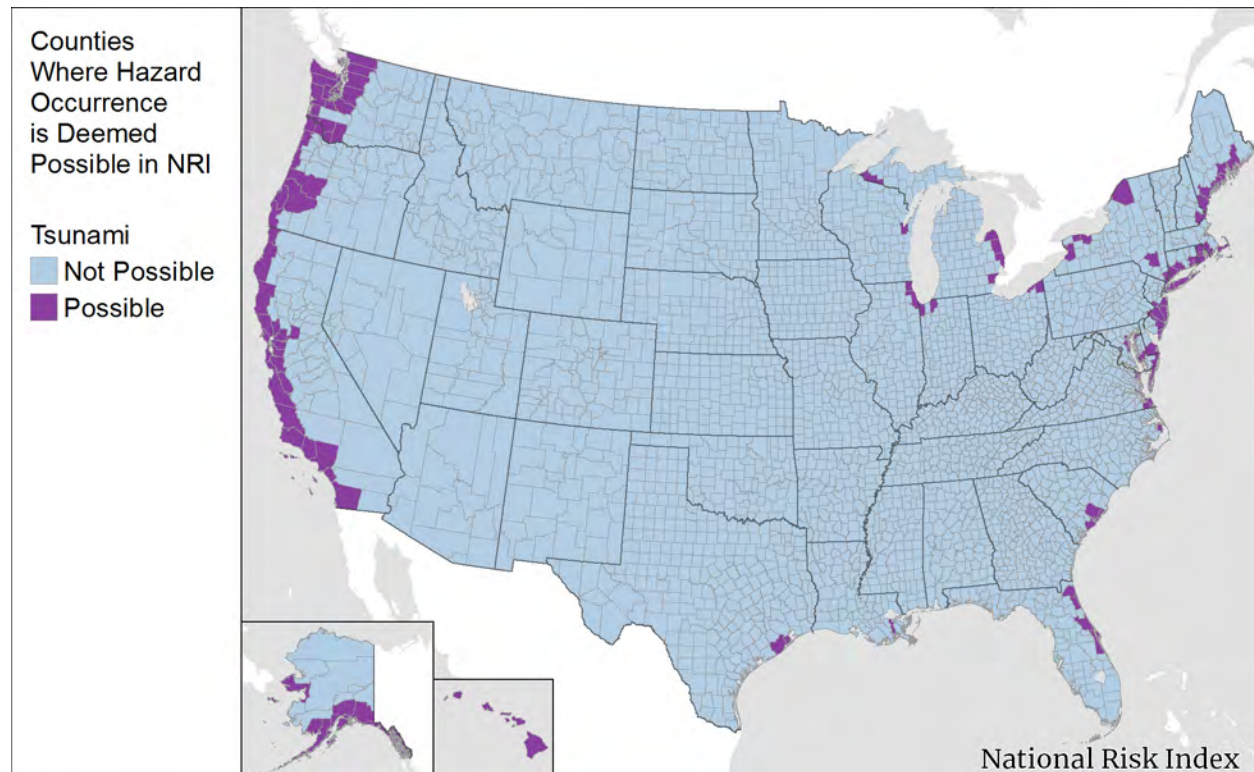 Counties
Where Hazard
Occurrence
is Deemed
Possible in NRI
Tsunami
Not Possible
Possible
National Risk Index